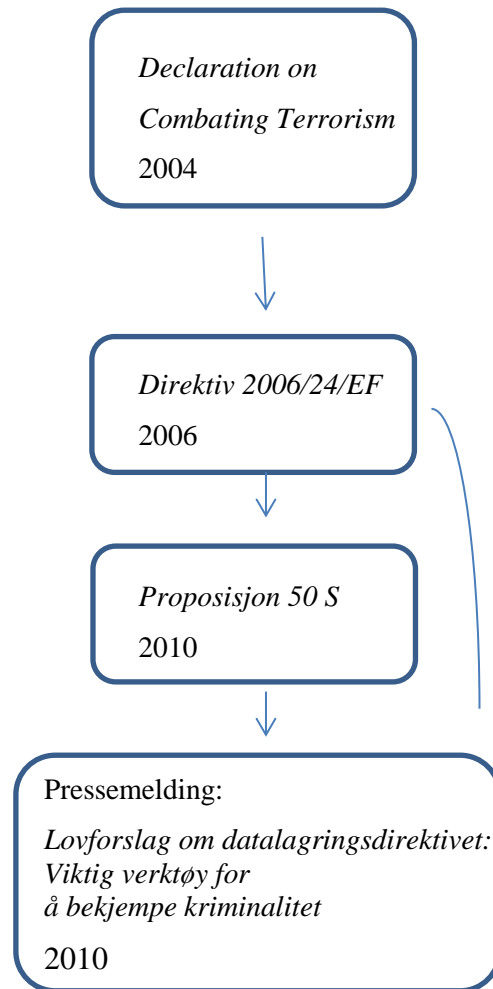 Declaration on
Combating Terrorism
2004
Direktiv 2006/24/EF
2006
Proposisjon 50 S
2010
Pressemelding:
Lovforslag om datalagringsdirektivet:
Viktig verktøy for
å bekjempe kriminalitet
2010